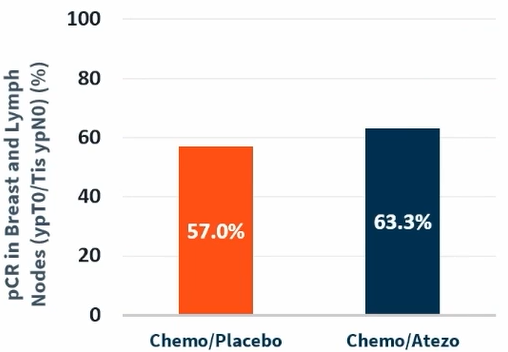 pCR in Breast and Lymph
Nodes (ypT0/Tis ypN0) (%)
100
80
60
40
20
0
57.0%
63.3%
Chemo/Placebo
Chemo/Atezo